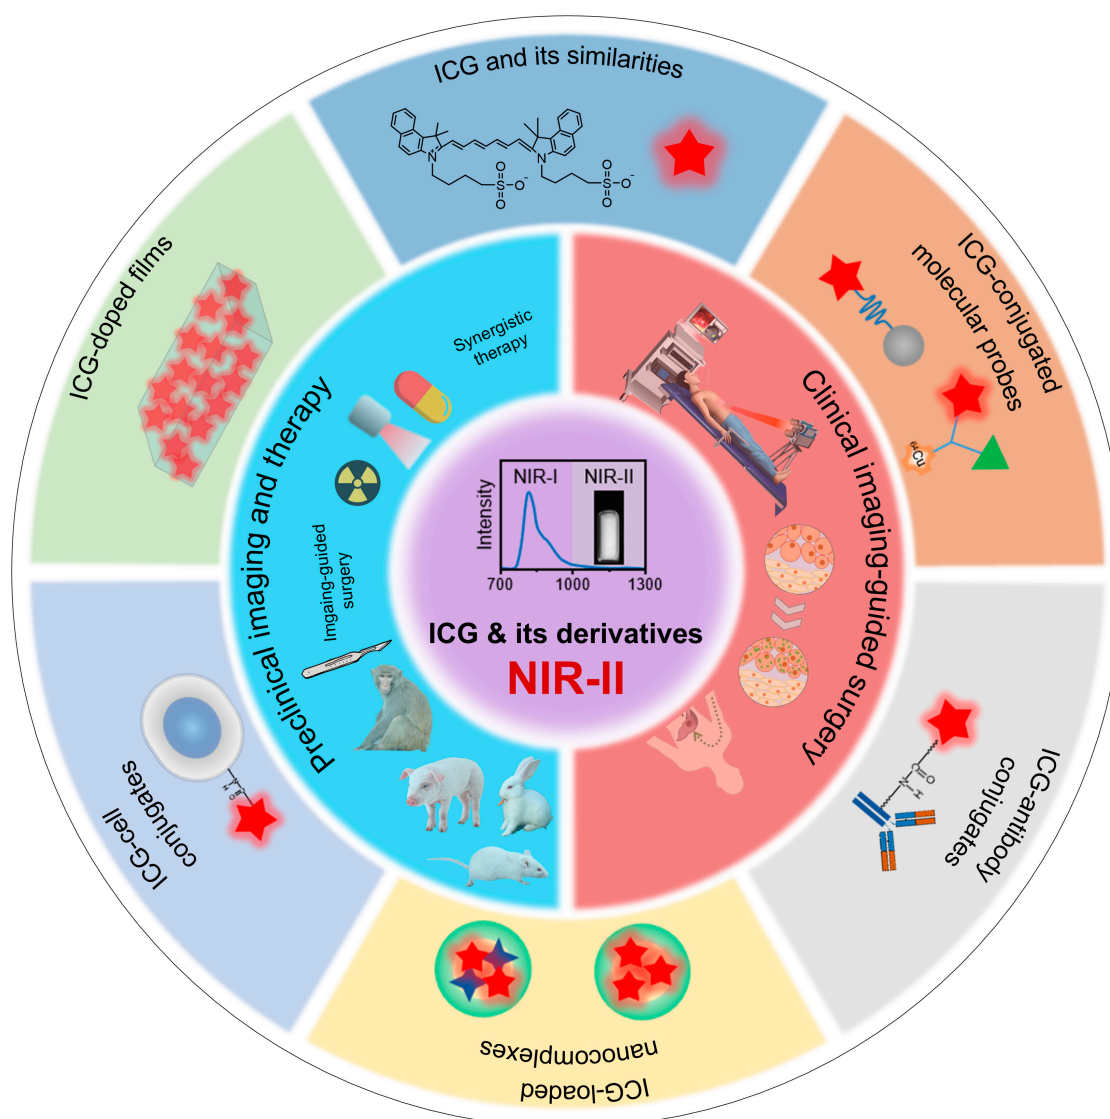 ICG and its similarities
N
+
N
O
S
O
O
-
O
S
O
O
-
ICG-conjugated
molecular probes
64Cu
ICG-doped films
Synergistic
therapy
Preclinical imaging and therapy
Imgaing-guided
surgery
Clinical imaging-guided surgery
Intensity
NIR-I
NIR-II
700
1000
1300
ICG & its derivatives
NIR-II
ICG-antibody
conjugates
O
C
N
H
ICG-cell
conjugates
ICG-loaded
nanocomplexes